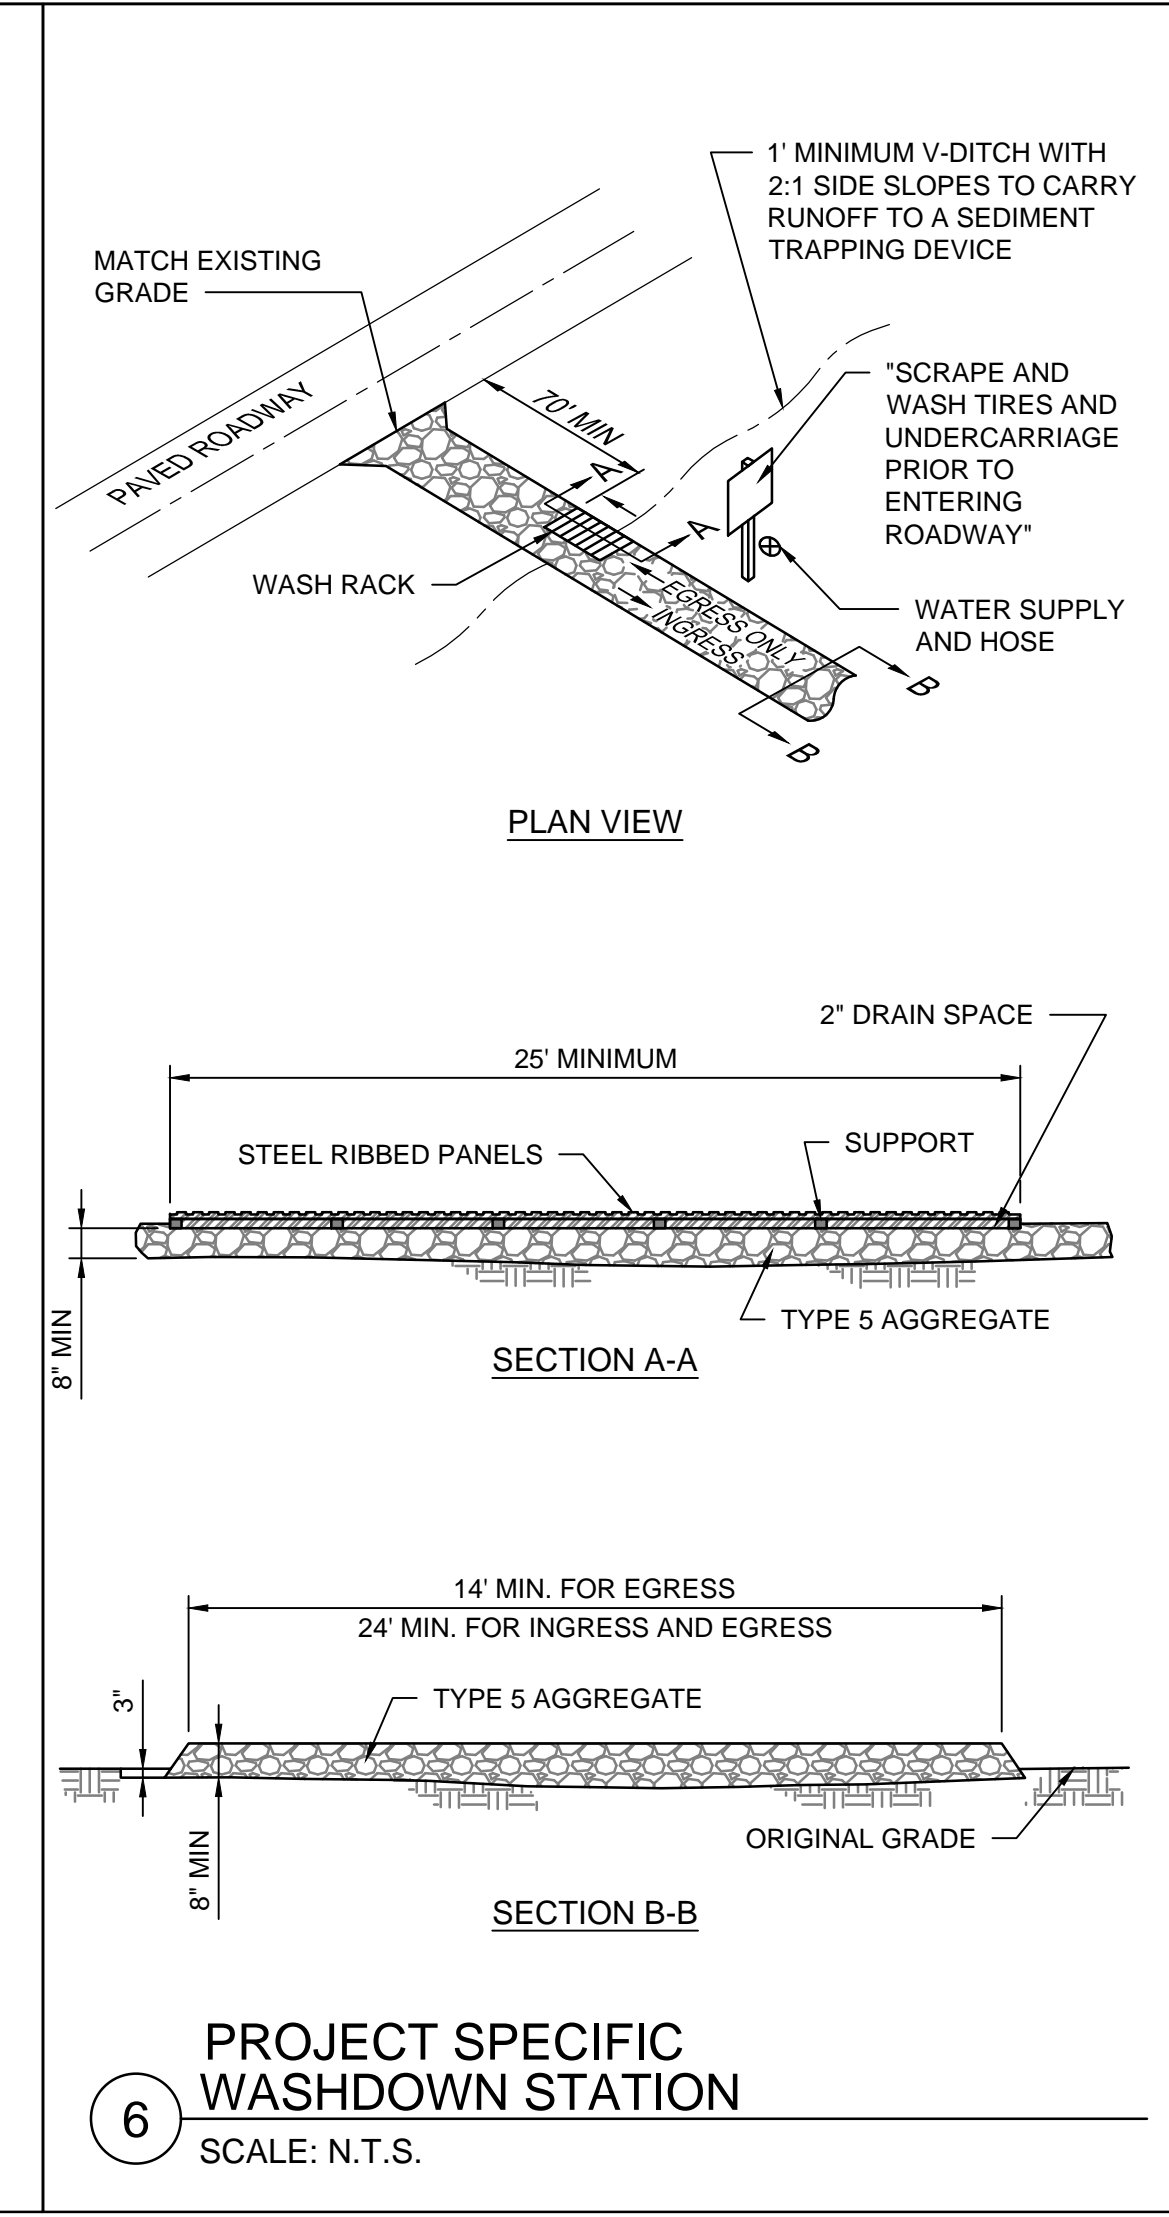 1' MINIMUM V-DITCH WITH
2:1 SIDE SLOPES TO CARRY
RUNOFF TO A SEDIMENT
TRAPPING DEVICE
MATCH EXISTING
GRADE
PAVED ROADWAY
70' MIN
"SCRAPE AND
WASH TIRES AND
UNDERCARRIAGE
PRIOR TO
ENTERING
ROADWAY"
A
A
WASH RACK
EGRESS ONLY
INGRESS
WATER SUPPLY
AND HOSE
B
B
PLAN VIEW
2" DRAIN SPACE
25' MINIMUM
STEEL RIBBED PANELS
SUPPORT
8" MIN
TYPE 5 AGGREGATE
SECTION A-A
14' MIN. FOR EGRESS
24' MIN. FOR INGRESS AND EGRESS
3"
TYPE 5 AGGREGATE
8" MIN
ORIGINAL GRADE
SECTION B-B
6
PROJECT SPECIFIC
WASHDOWN STATION
SCALE: N.T.S.